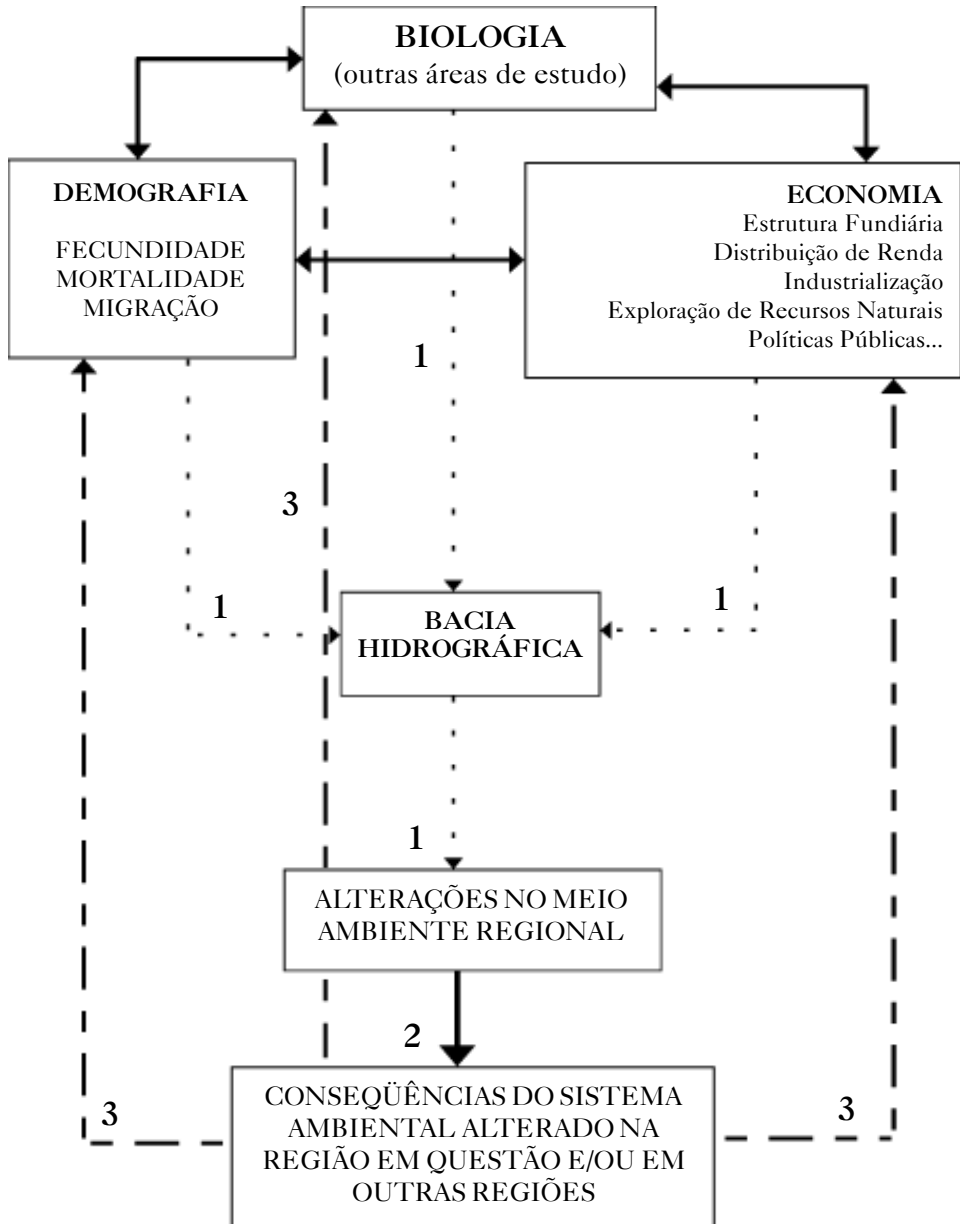 BIOLOGIA
(outras áreas de estudo)
DEMOGRAFIA
FECUNDIDADE
MORTALIDADE
MIGRAÇÃO
ECONOMIA
Estrutura Fundiária
Distribuição de Renda
Industrialização
Exploração de Recursos Naturais
Políticas Públicas...
1
3
1
1
BACIA
HIDROGRÁFICA
1
ALTERAÇÕES NO MEIO
AMBIENTE REGIONAL
2
3
3
CONSEQÜÊNCIAS DO SISTEMA
AMBIENTAL ALTERADO NA
REGIÃO EM QUESTÃO E/OU EM
OUTRAS REGIÕES